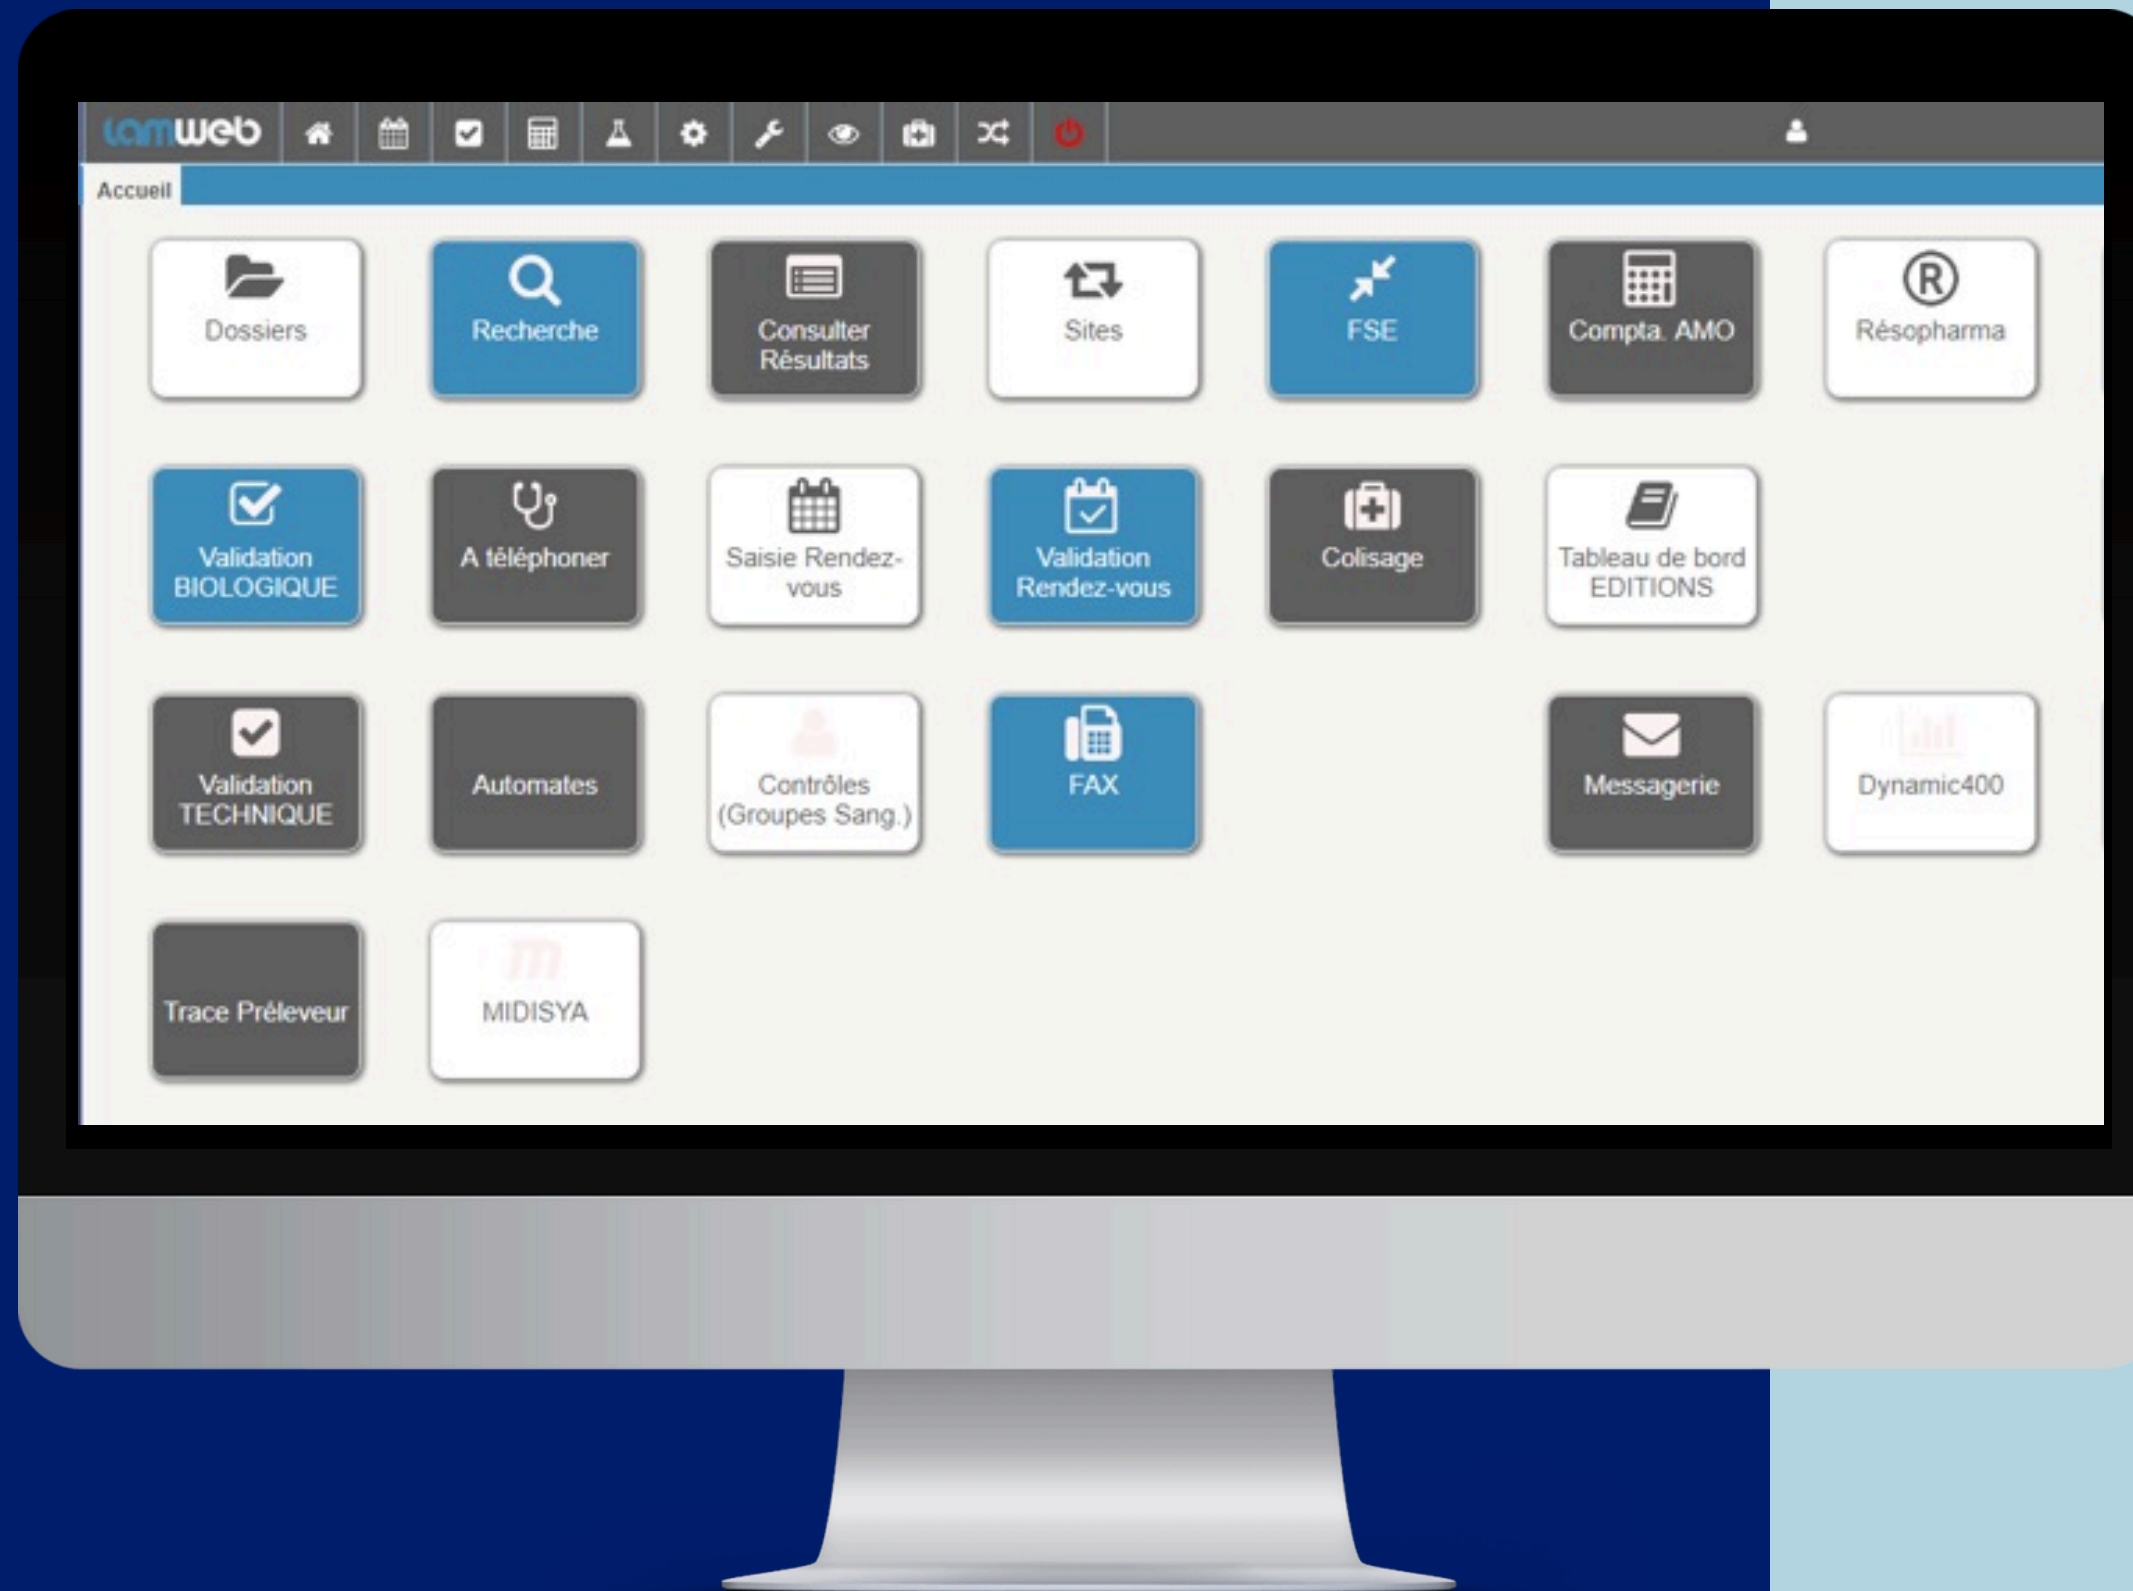 lamweb
Accueil
Dossiers
Recherche
Consulter
Résultats
Sites
FSE
Compta. AMO
Résopharma
Validation
BIOLOGIQUE
A téléphoner
Saisie Rendez-
vous
Validation
Rendez-vous
Colisage
Tableau de bord
EDITIONS
Validation
TECHNIQUE
Automates
Contrôles
(Groupes Sang.)
FAX
Messagerie
Dynamic400
Trace Préleveur
m
MIDISYA